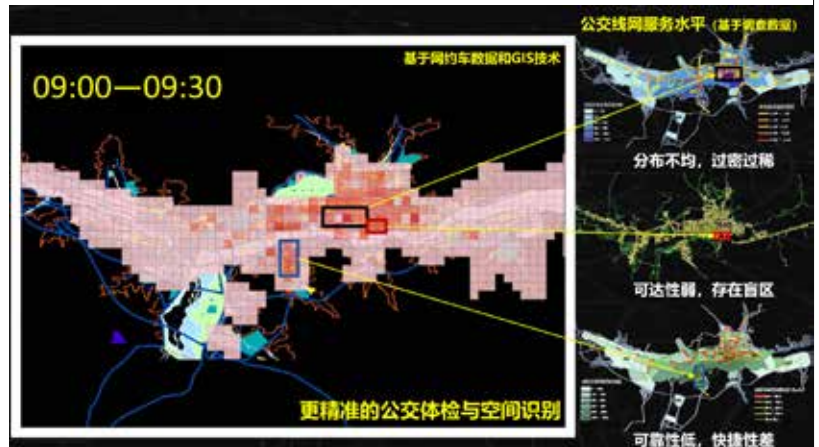 公交线网服务水平（基于调查数据）
基于网约车数据和GIS技术
09:00—09:30
分布不均，过密过稀
可达性弱，存在盲区
更精准的公交体检与空间识别
可靠性低，快捷性差